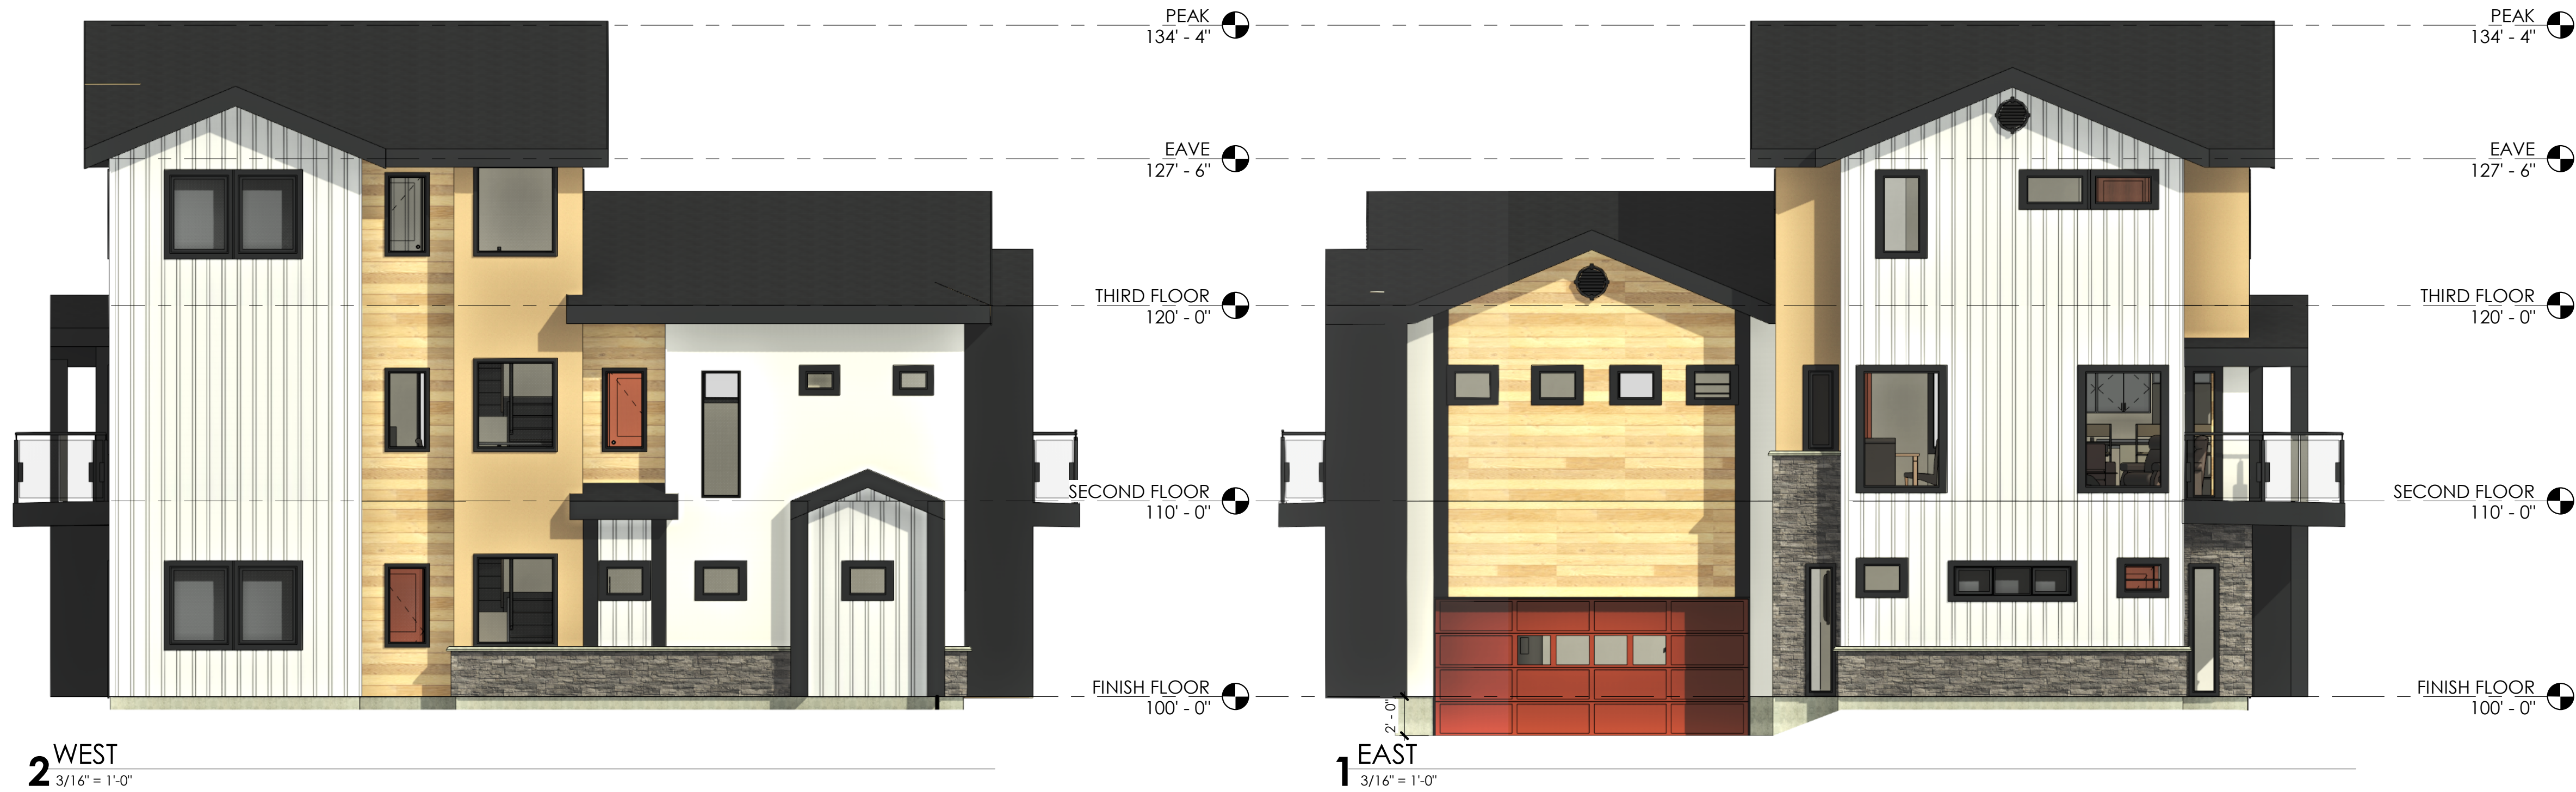 PEAK
134' - 4"
EAVE
127' - 6"
THIRD FLOOR
120' - 0"
SECOND FLOOR
110' - 0"
FINISH FLOOR
100' - 0"
2 WEST
3/16" = 1'-0"
PEAK
134' - 4"
EAVE
127' - 6"
THIRD FLOOR
120' - 0"
SECOND FLOOR
110' - 0"
FINISH FLOOR
100' - 0"
2' - 0"
1 EAST
3/16" = 1'-0"